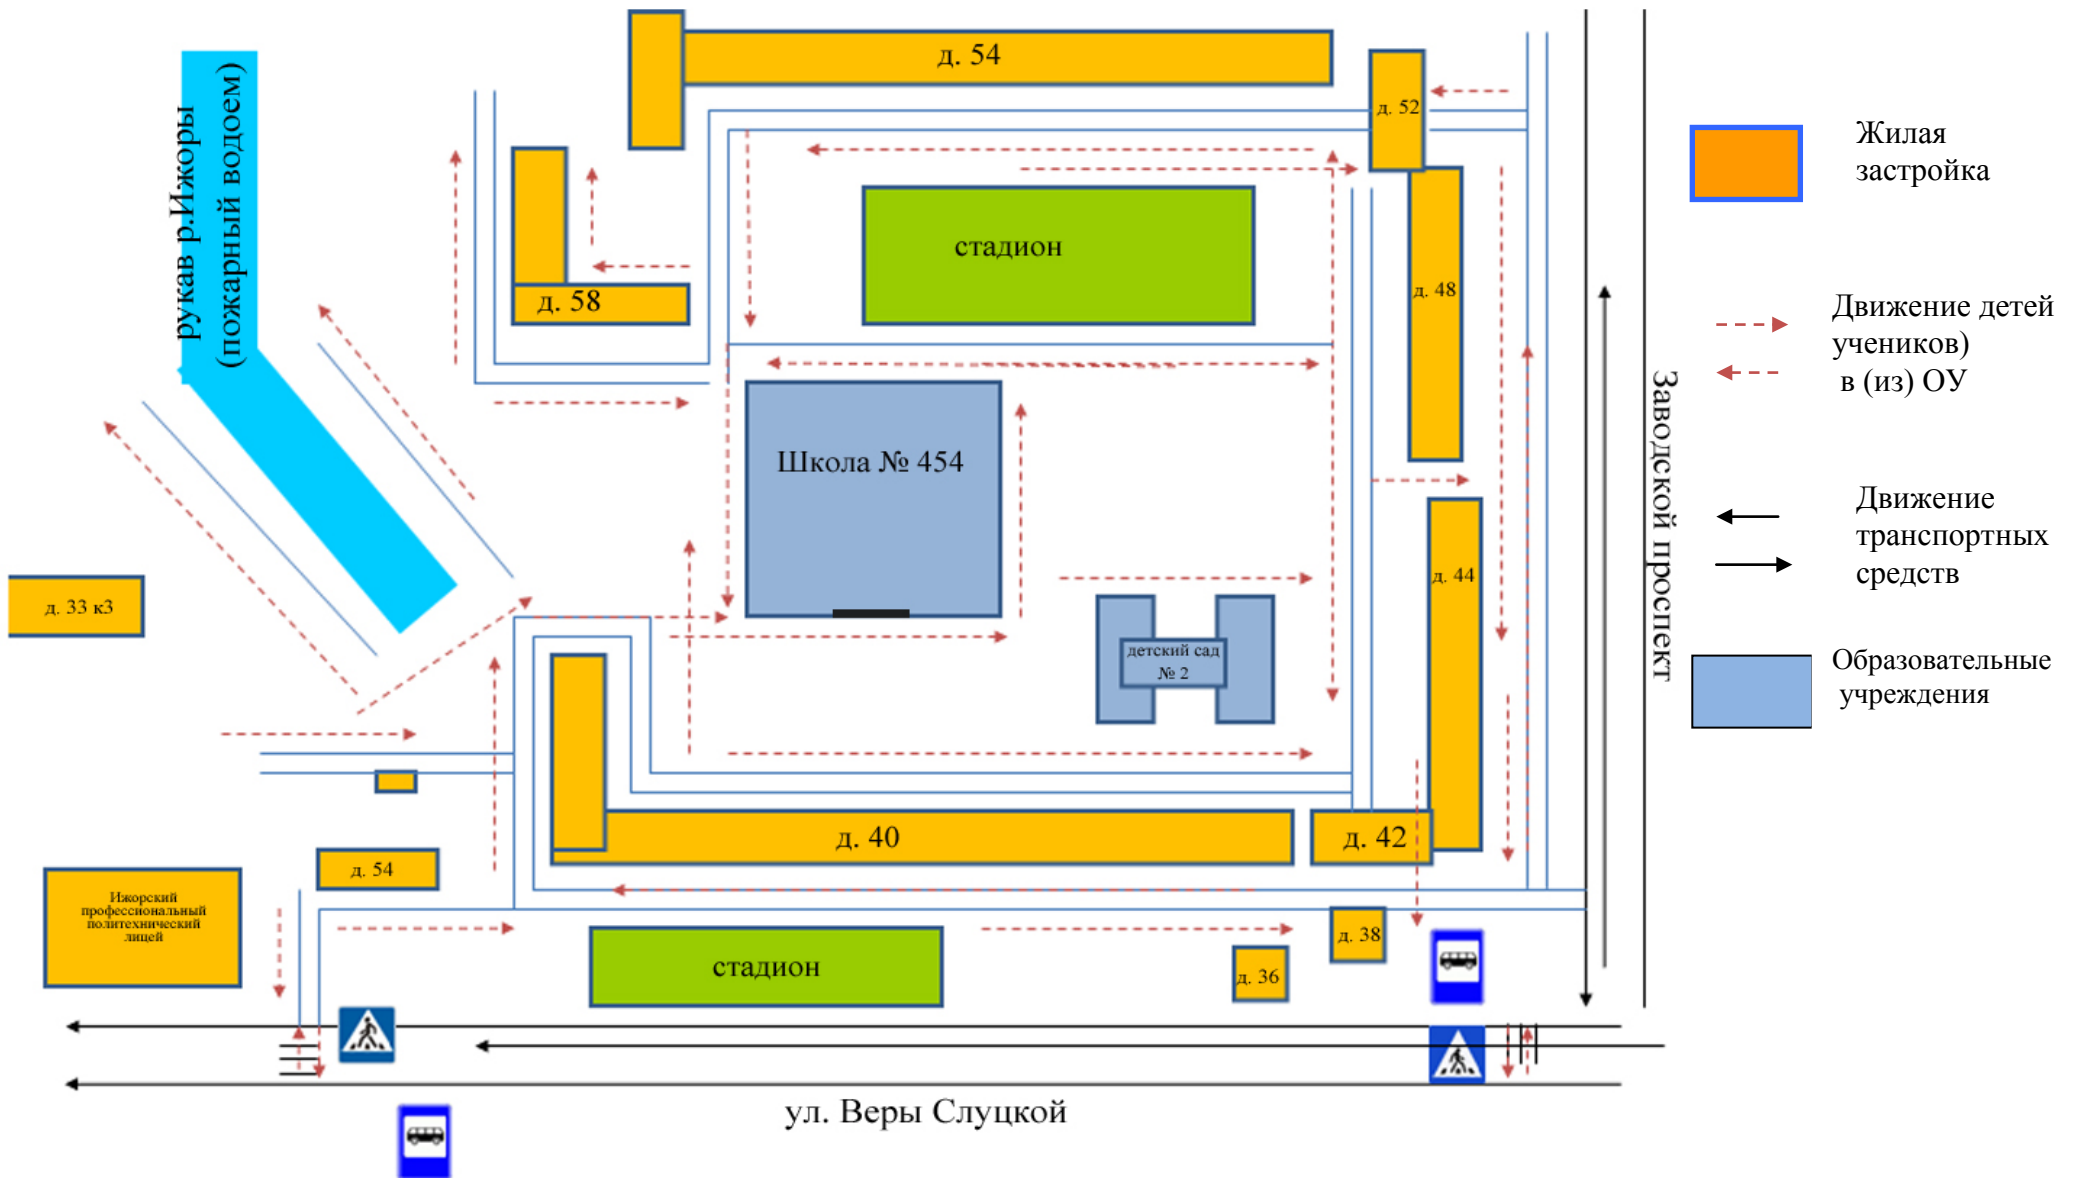 д. 54
д. 52
рукав р.Ижоры
(пожарный водоем)
стадион
д. 48
д. 58
Школа № 454
д. 44
д. 33 к3
детский сад
№ 2
д. 40
д. 42
д. 54
Ижорский
профессиональный
политехнический
лицей
стадион
д. 38
д. 36
ул. Веры Слуцкой
Заводской проспект
Жилая
застройка
Движение детей
учеников)
в (из) ОУ
Движение
транспортных
средств
Образовательные
учреждения